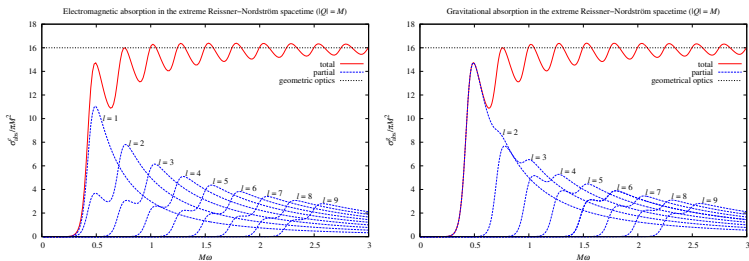 Electromagnetic absorption in the extreme Reissner−Nordström spacetime (|Q| = M)
18
16
14
12
10
8
6
4
2
0
σᵉabs/πM²
total
partial
geometric optics
l = 1
l = 2
l = 3
l = 4
l = 5
l = 6
l = 7
l = 8
l = 9
0
0.5
1
1.5
2
2.5
3
Mω
Gravitational absorption in the extreme Reissner−Nordström spacetime (|Q| = M)
18
16
14
12
10
8
6
4
2
0
σᵍabs/πM²
total
partial
geometrical optics
l = 2
l = 3
l = 4
l = 5
l = 6
l = 7
l = 8
l = 9
0
0.5
1
1.5
2
2.5
3
Mω